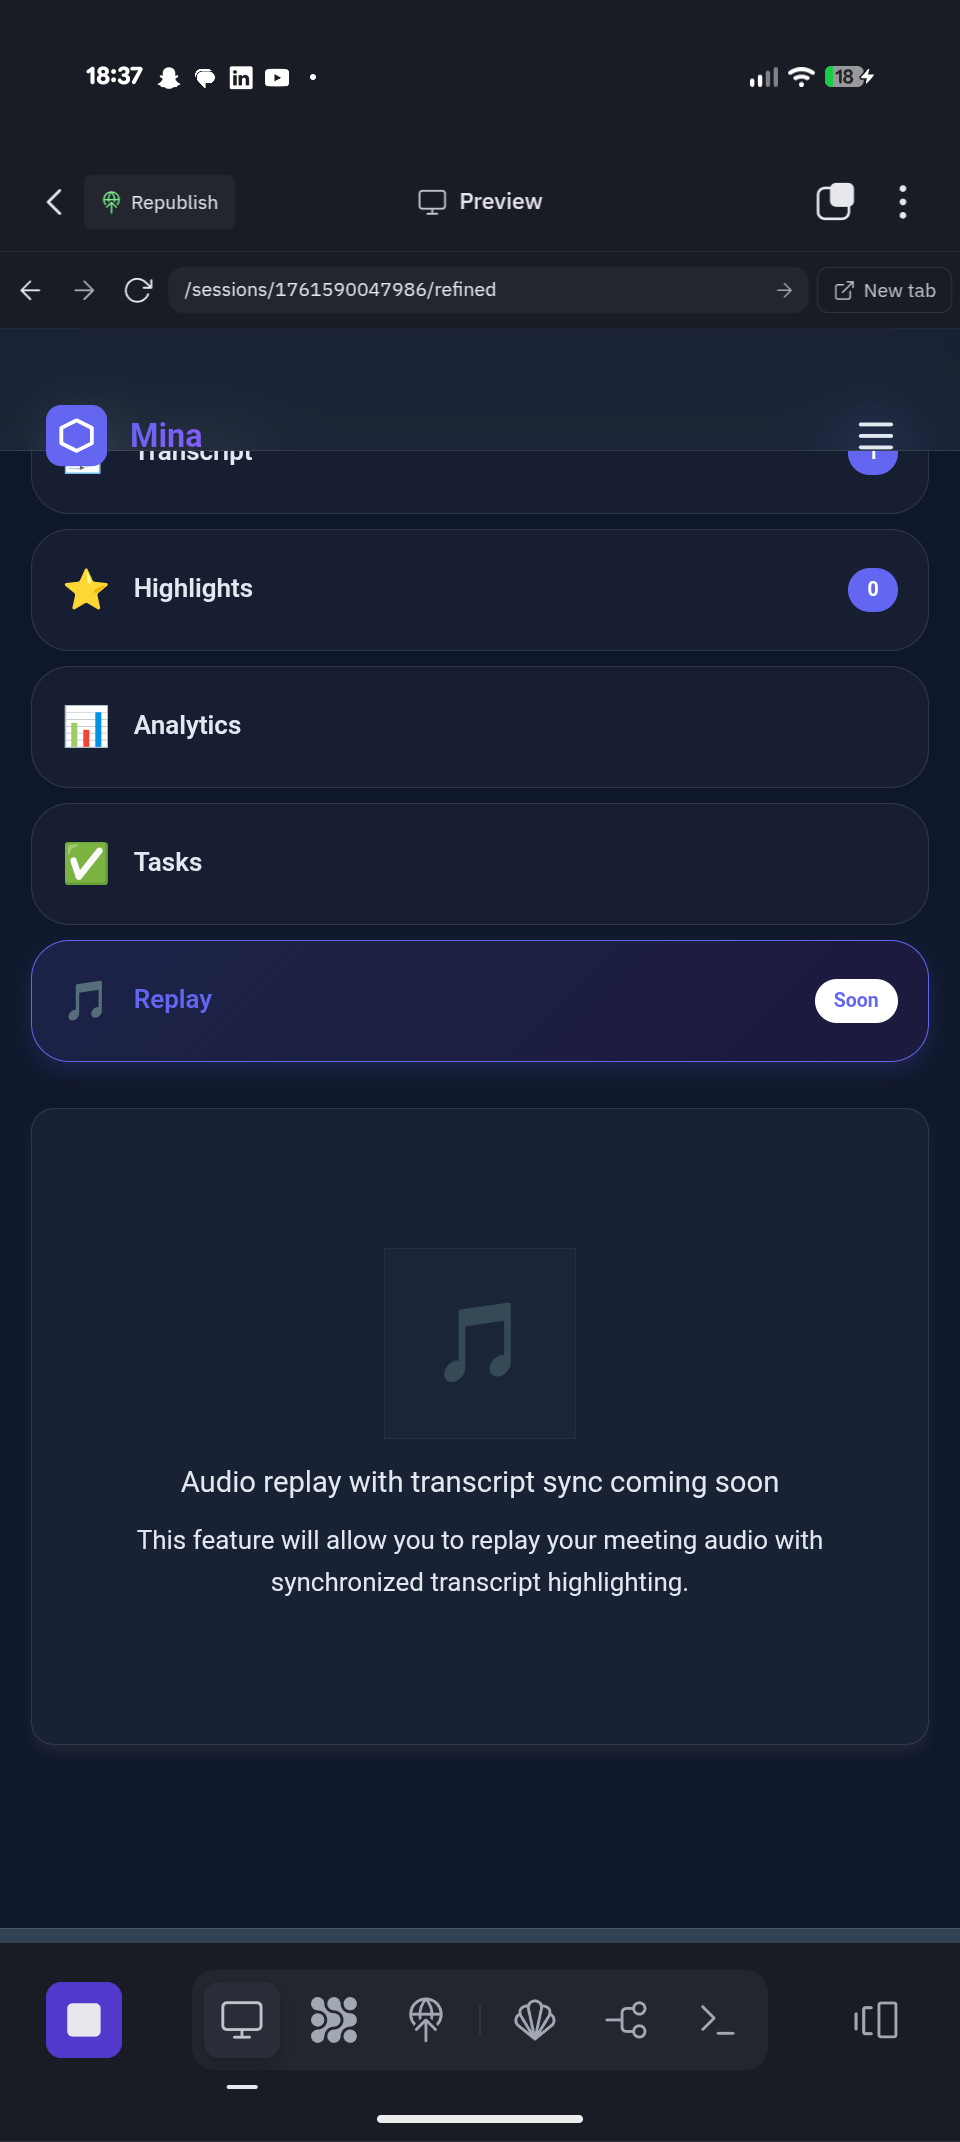 18:37
18
Republish
Preview
/sessions/1761590047986/refined
New tab
Mina
Transcript
1
Highlights
0
Analytics
Tasks
Replay
Soon
Audio replay with transcript sync coming soon
This feature will allow you to replay your meeting audio with
synchronized transcript highlighting.